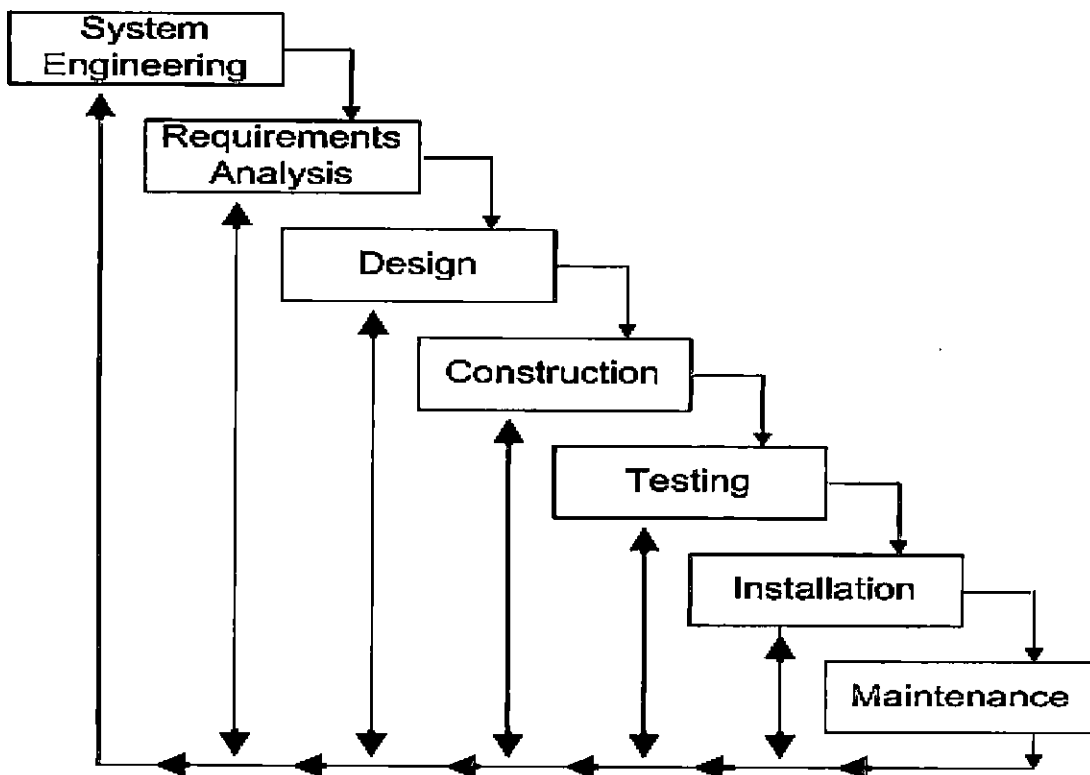 System
Engineering
Requirements
Analysis
Design
Construction
Testing
Installation
Maintenance